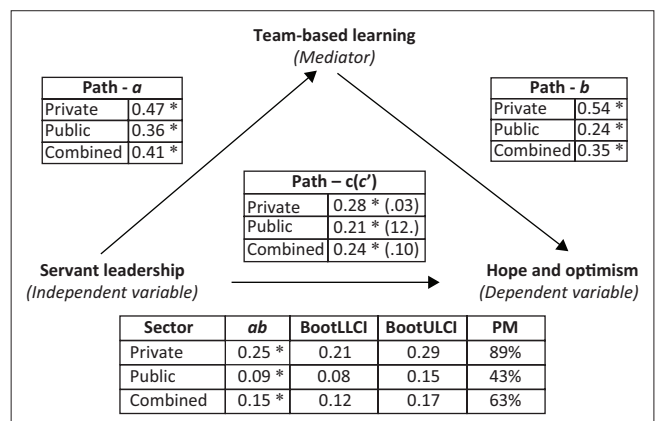 Team-based learning
(Mediator)
Path - a
Private 0.47 *
Public 0.36 *
Combined 0.41 *
Path - b
Private 0.54 *
Public 0.24 *
Combined 0.35 *
Path – c(c’)
Private 0.28 * (.03)
Public 0.21 * (12.)
Combined 0.24 * (.10)
Servant leadership
(Independent variable)
Hope and optimism
(Dependent variable)
Sector ab BootLLCI BootULCI PM
Private 0.25 * 0.21 0.29 89%
Public 0.09 * 0.08 0.15 43%
Combined 0.15 * 0.12 0.17 63%